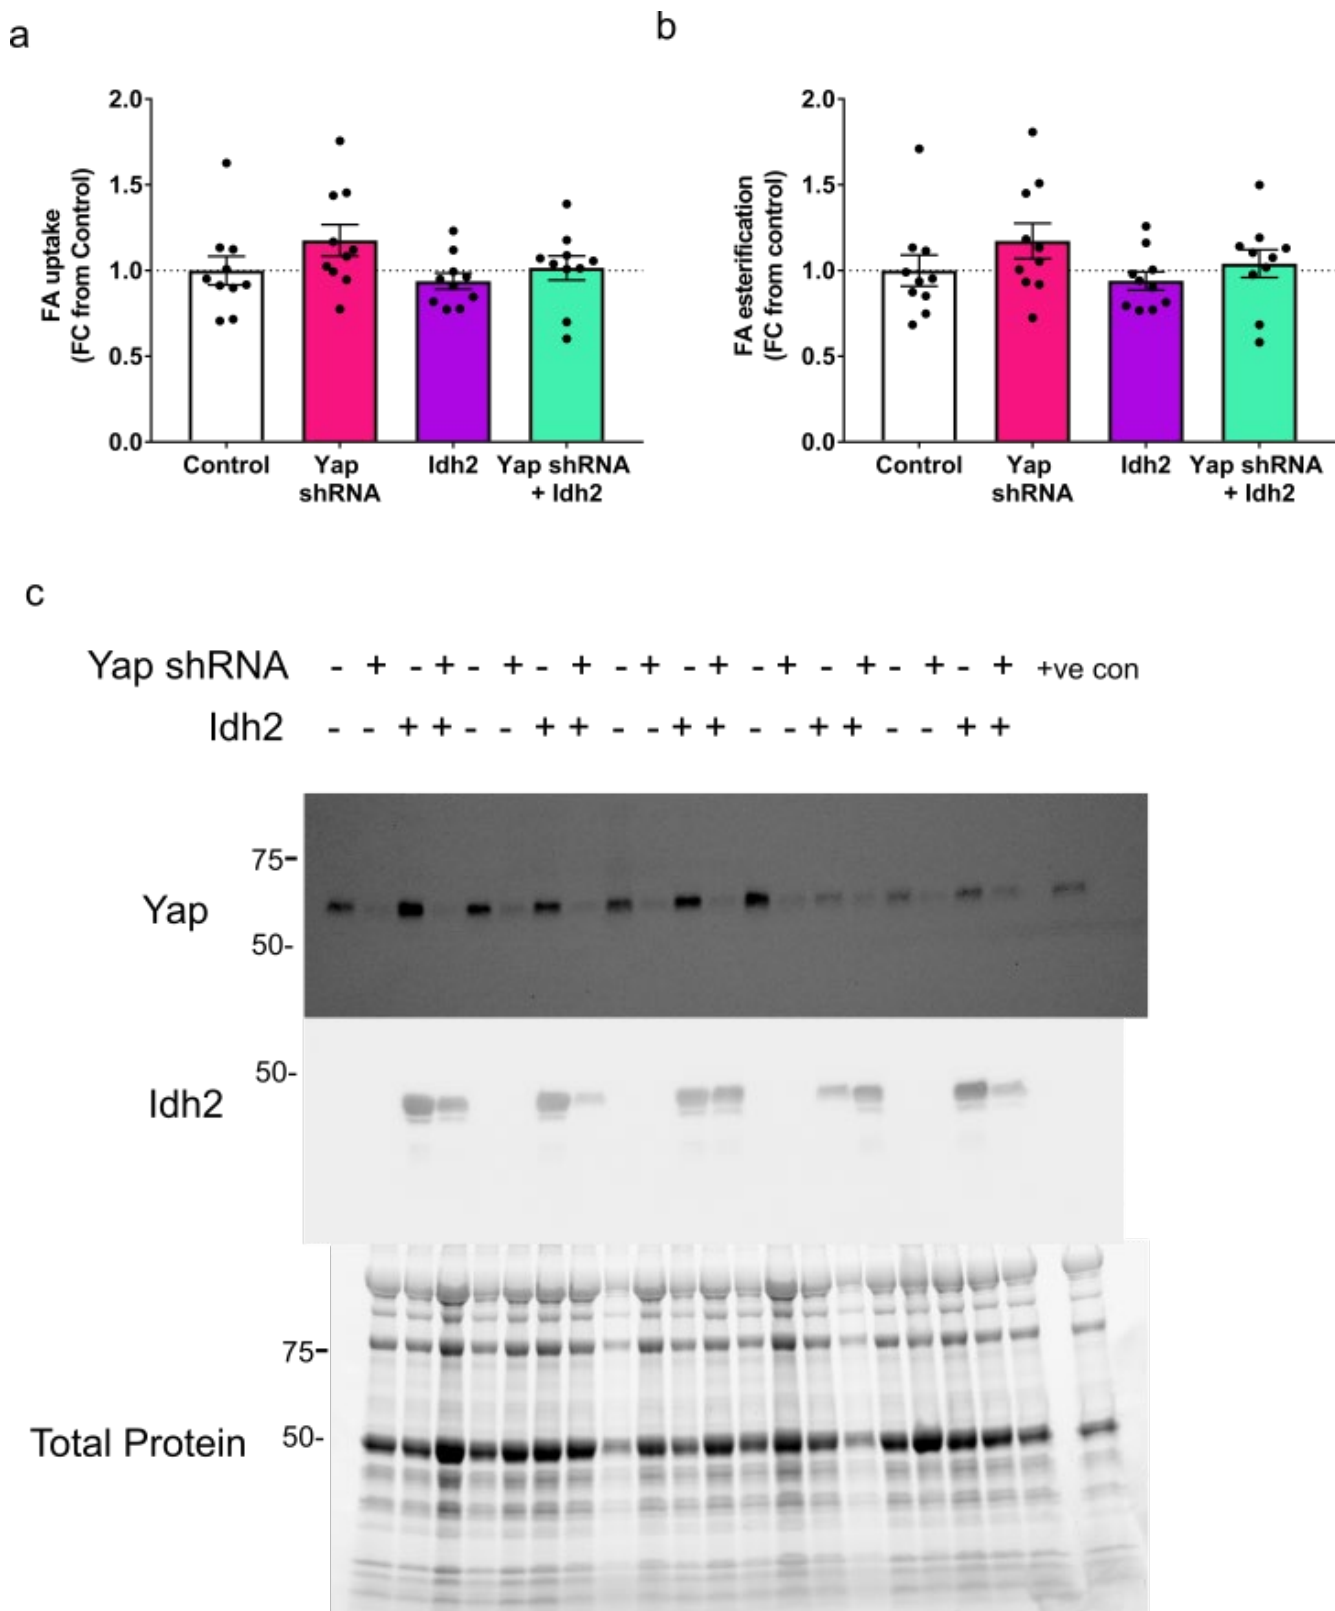 a
b
2.0
1.5
1.0
0.5
0.0
FA uptake
(FC from Control)
Control
Yap
shRNA
Idh2
Yap shRNA
+ Idh2
2.0
1.5
1.0
0.5
0.0
FA esterification
(FC from control)
Control
Yap
shRNA
Idh2
Yap shRNA
+ Idh2
c
Yap shRNA - + - + - + - + - + - + - + - + - + - + +ve con
Idh2 - - + + - - + + - - + + - - + + - - + +
75-
Yap
50-
50-
Idh2
75-
Total Protein 50-